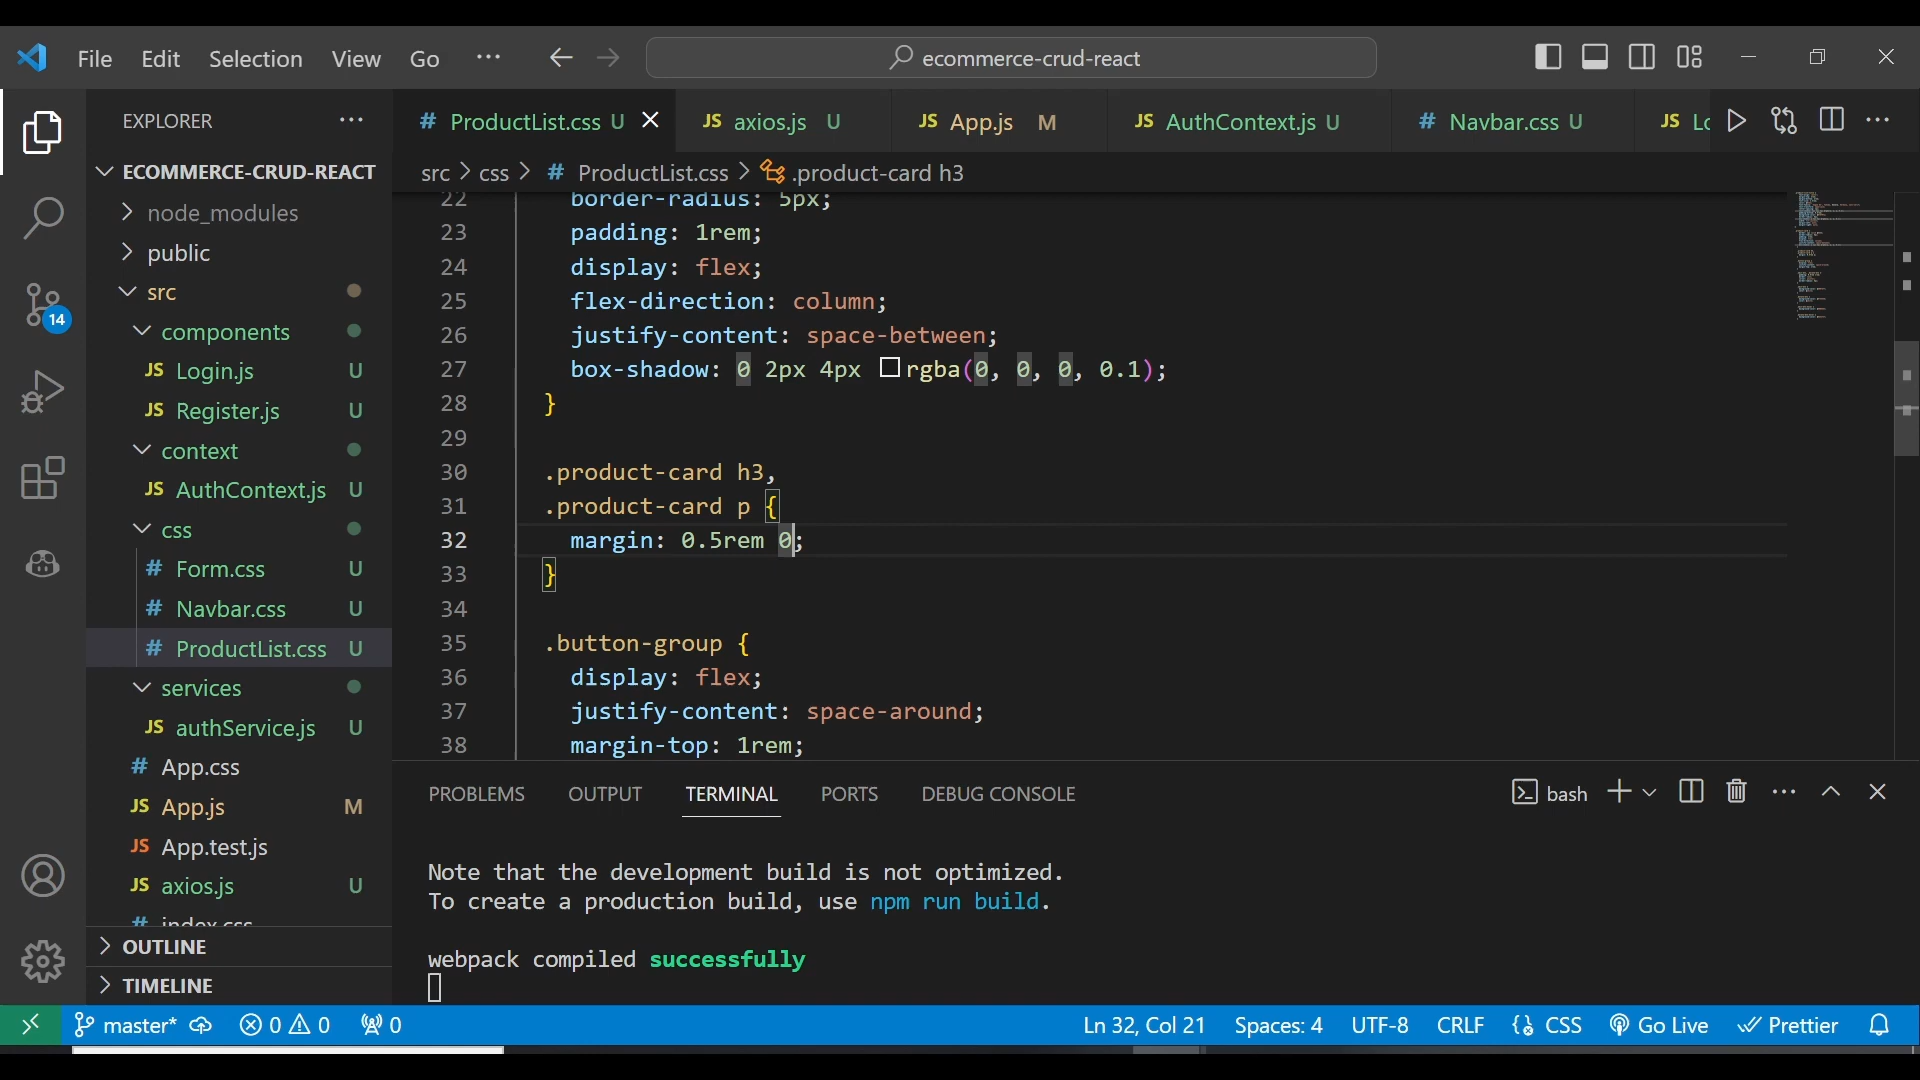 File Edit Selection View Go ··· ecommerce-crud-react
EXPLORER ···
# ProductList.css U JS axios.js U JS App.js M JS AuthContext.js U # Navbar.css U JS
src > css > # ProductList.css > .product-card h3
ECOMMERCE-CRUD-REACT
node_modules
public
src
components
JS Login.js U
JS Register.js U
context
JS AuthContext.js U
css
# Form.css U
# Navbar.css U
# ProductList.css U
services
JS authService.js U
# App.css
JS App.js M
JS App.test.js
JS axios.js U
# index.css
OUTLINE
TIMELINE
14
22 border-radius: 5px;
23 padding: 1rem;
24 display: flex;
25 flex-direction: column;
26 justify-content: space-between;
27 box-shadow: 0 2px 4px rgba(0, 0, 0, 0.1);
28 }
29
30 .product-card h3,
31 .product-card p {
32 margin: 0.5rem 0;
33 }
34
35 .button-group {
36 display: flex;
37 justify-content: space-around;
38 margin-top: 1rem;
PROBLEMS OUTPUT TERMINAL PORTS DEBUG CONSOLE bash
Note that the development build is not optimized.
To create a production build, use npm run build.
webpack compiled successfully
master* 0 0 0 Ln 32, Col 21 Spaces: 4 UTF-8 CRLF CSS Go Live Prettier